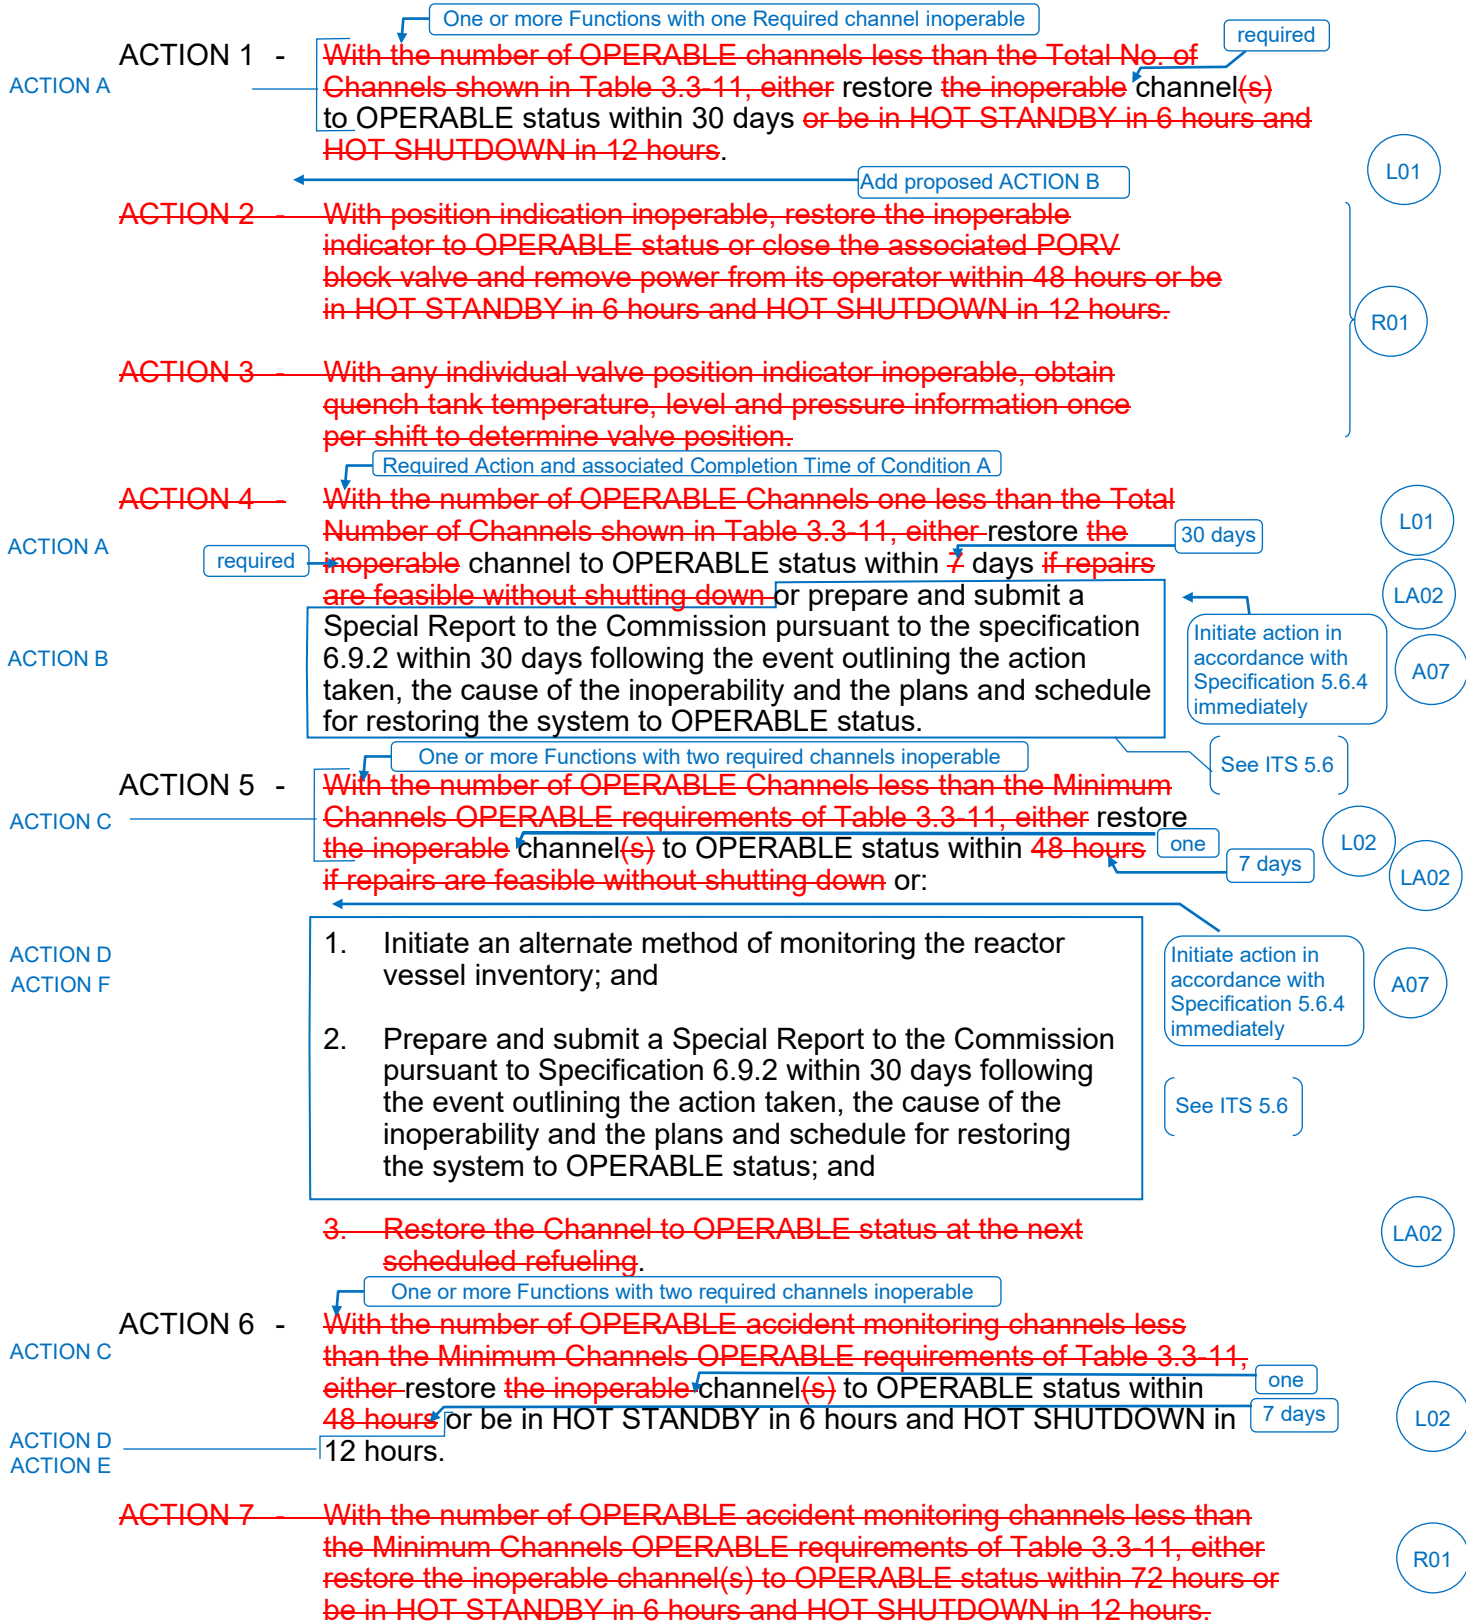 One or more Functions with one Required channel inoperable
ACTION 1 - With the number of OPERABLE channels less than the Total No. of
required
ACTION A
Channels shown in Table 3.3-11, either restore the inoperable channel(s)
to OPERABLE status within 30 days or be in HOT STANDBY in 6 hours and
HOT SHUTDOWN in 12 hours.
L01
Add proposed ACTION B
ACTION 2 - With position indication inoperable, restore the inoperable
indicator to OPERABLE status or close the associated PORV
block valve and remove power from its operator within 48 hours or be
in HOT STANDBY in 6 hours and HOT SHUTDOWN in 12 hours.
R01
ACTION 3 - With any individual valve position indicator inoperable, obtain
quench tank temperature, level and pressure information once
per shift to determine valve position.
Required Action and associated Completion Time of Condition A
ACTION 4 - With the number of OPERABLE Channels one less than the Total
L01
Number of Channels shown in Table 3.3-11, either restore the
30 days
ACTION A
required
inoperable channel to OPERABLE status within 7 days if repairs
are feasible without shutting down or prepare and submit a
LA02
Special Report to the Commission pursuant to the specification
6.9.2 within 30 days following the event outlining the action
taken, the cause of the inoperability and the plans and schedule
for restoring the system to OPERABLE status.
ACTION B
Initiate action in
accordance with
Specification 5.6.4
immediately
A07
See ITS 5.6
One or more Functions with two required channels inoperable
ACTION 5 - With the number of OPERABLE Channels less than the Minimum
Channels OPERABLE requirements of Table 3.3-11, either restore
ACTION C
the inoperable channel(s) to OPERABLE status within 48 hours
one
L02
7 days
if repairs are feasible without shutting down or:
LA02
ACTION D
ACTION F
1. Initiate an alternate method of monitoring the reactor
vessel inventory; and
Initiate action in
accordance with
Specification 5.6.4
immediately
A07
2. Prepare and submit a Special Report to the Commission
pursuant to Specification 6.9.2 within 30 days following
the event outlining the action taken, the cause of the
inoperability and the plans and schedule for restoring
the system to OPERABLE status; and
See ITS 5.6
3. Restore the Channel to OPERABLE status at the next
scheduled refueling.
LA02
One or more Functions with two required channels inoperable
ACTION 6 - With the number of OPERABLE accident monitoring channels less
ACTION C
than the Minimum Channels OPERABLE requirements of Table 3.3-11,
either restore the inoperable channel(s) to OPERABLE status within
one
48 hours or be in HOT STANDBY in 6 hours and HOT SHUTDOWN in
7 days
L02
12 hours.
ACTION D
ACTION E
ACTION 7 - With the number of OPERABLE accident monitoring channels less than
the Minimum Channels OPERABLE requirements of Table 3.3-11, either
restore the inoperable channel(s) to OPERABLE status within 72 hours or
be in HOT STANDBY in 6 hours and HOT SHUTDOWN in 12 hours.
R01